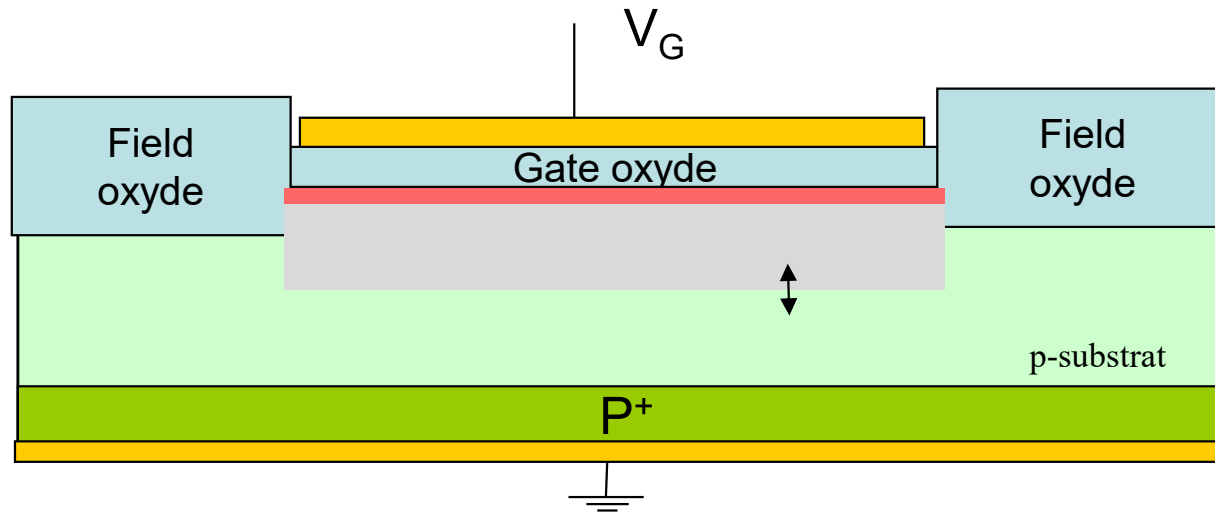 V_G
Field
oxyde
Gate oxyde
Field
oxyde
p-substrat
P⁺